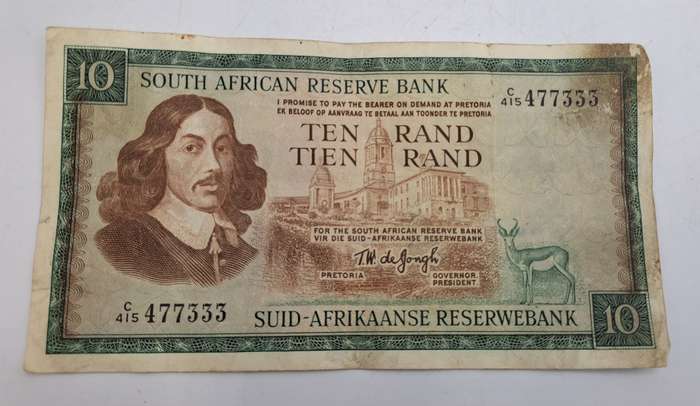 10
SOUTH AFRICAN RESERVE BANK
I PROMISE TO PAY THE BEARER ON DEMAND AT PRETORIA
EK BELOOF OP AANVRAAG TE BETAAL AAN TOONDER TE PRETORIA
C/415 477333
TEN RAND
TIEN RAND
FOR THE SOUTH AFRICAN RESERVE BANK
VIR DIE SUID-AFRIKAANSE RESERWEBANK
T.W. de Jongh
PRETORIA
GOVERNOR.
PRESIDENT.
C/415 477333
SUID-AFRIKAANSE RESERWEBANK
10